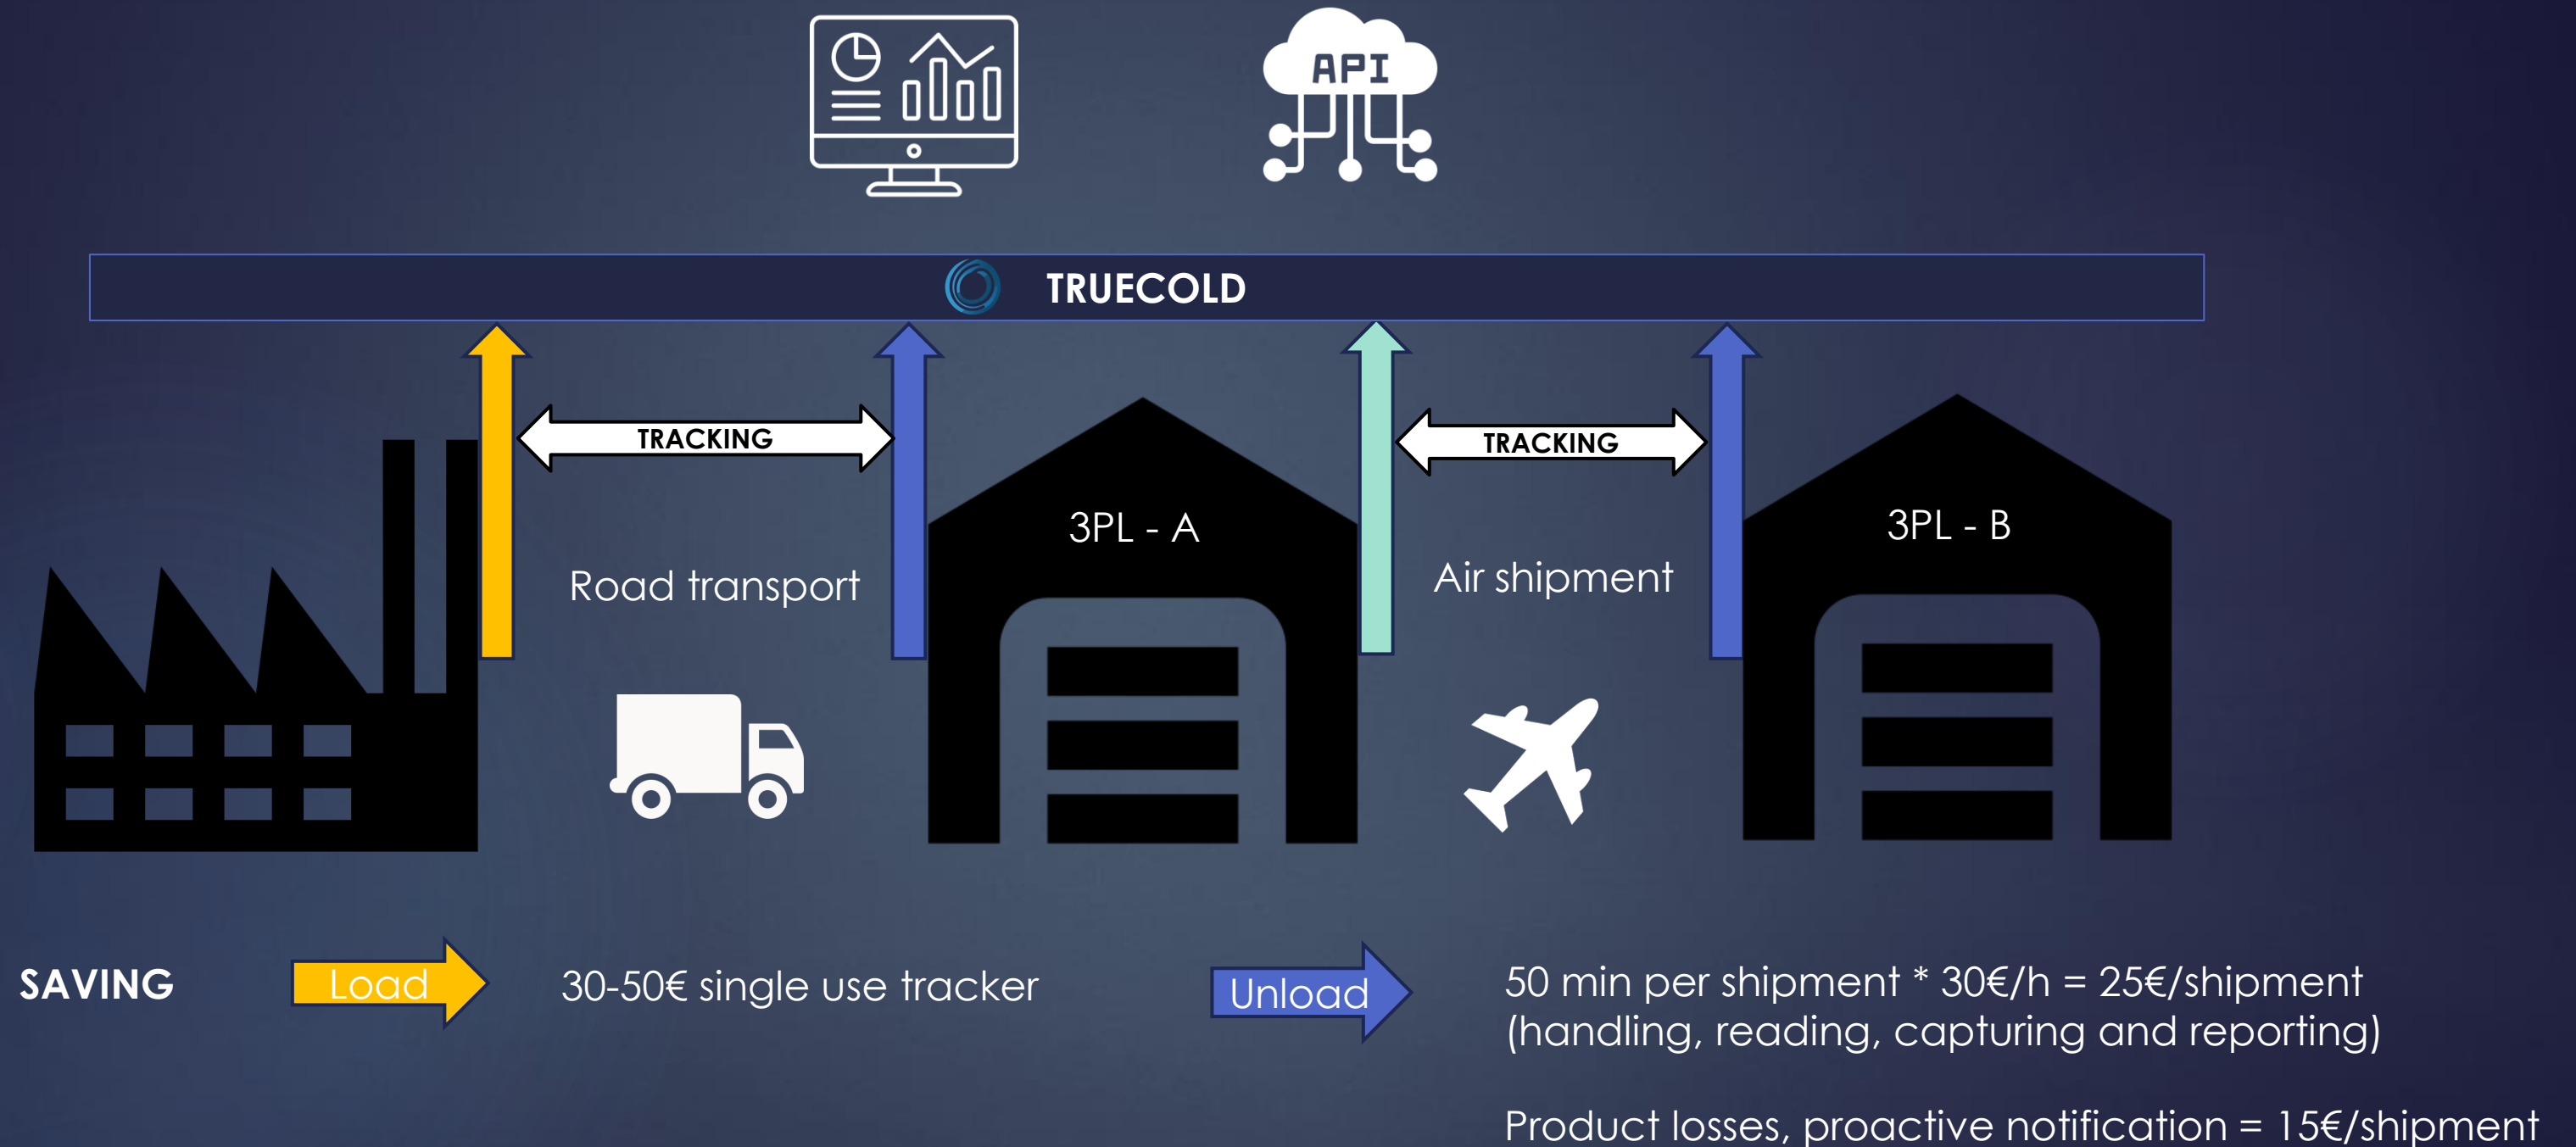 API
TRUECOLD
TRACKING
TRACKING
3PL - A
3PL - B
Road transport
Air shipment
SAVING
Load
30-50€ single use tracker
Unload
50 min per shipment * 30€/h = 25€/shipment
(handling, reading, capturing and reporting)
Product losses, proactive notification = 15€/shipment